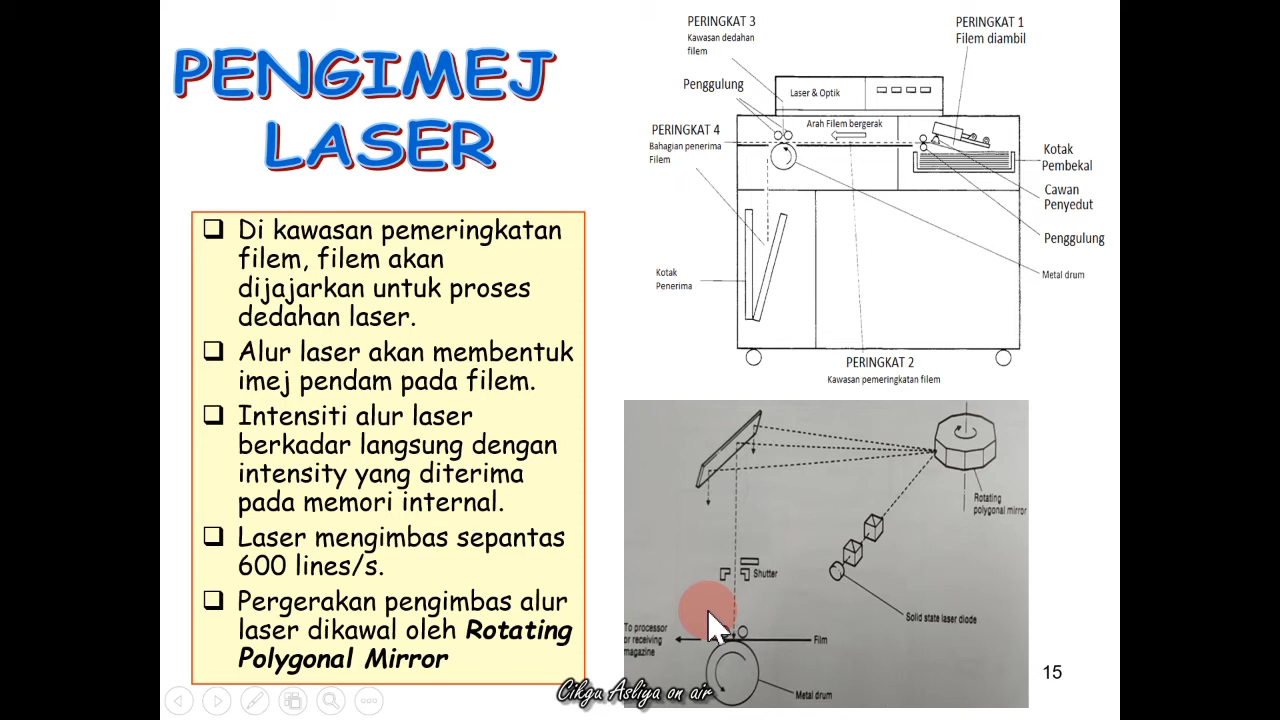 PENGIMEJ
LASER
Di kawasan pemeringkatan
filem, filem akan
dijajarkan untuk proses
dedahan laser.
Alur laser akan membentuk
imej pendam pada filem.
Intensiti alur laser
berkadar langsung dengan
intensity yang diterima
pada memori internal.
Laser mengimbas sepantas
600 lines/s.
Pergerakan pengimbas alur
laser dikawal oleh Rotating
Polygonal Mirror
PERINGKAT 3
Kawasan dedahan
filem
PERINGKAT 1
Filem diambil
Penggulung
Laser & Optik
PERINGKAT 4
Bahagian penerima
Filem
Arah Filem bergerak
Kotak
Pembekal
Cawan
Penyedut
Penggulung
Metal drum
Kotak
Penerima
PERINGKAT 2
Kawasan pemeringkatan filem
Rotating
polygonal mirror
Shutter
Solid state laser diode
To processor
or receiving
magazine
Film
Metal drum
15
Cikgu Asliya on air